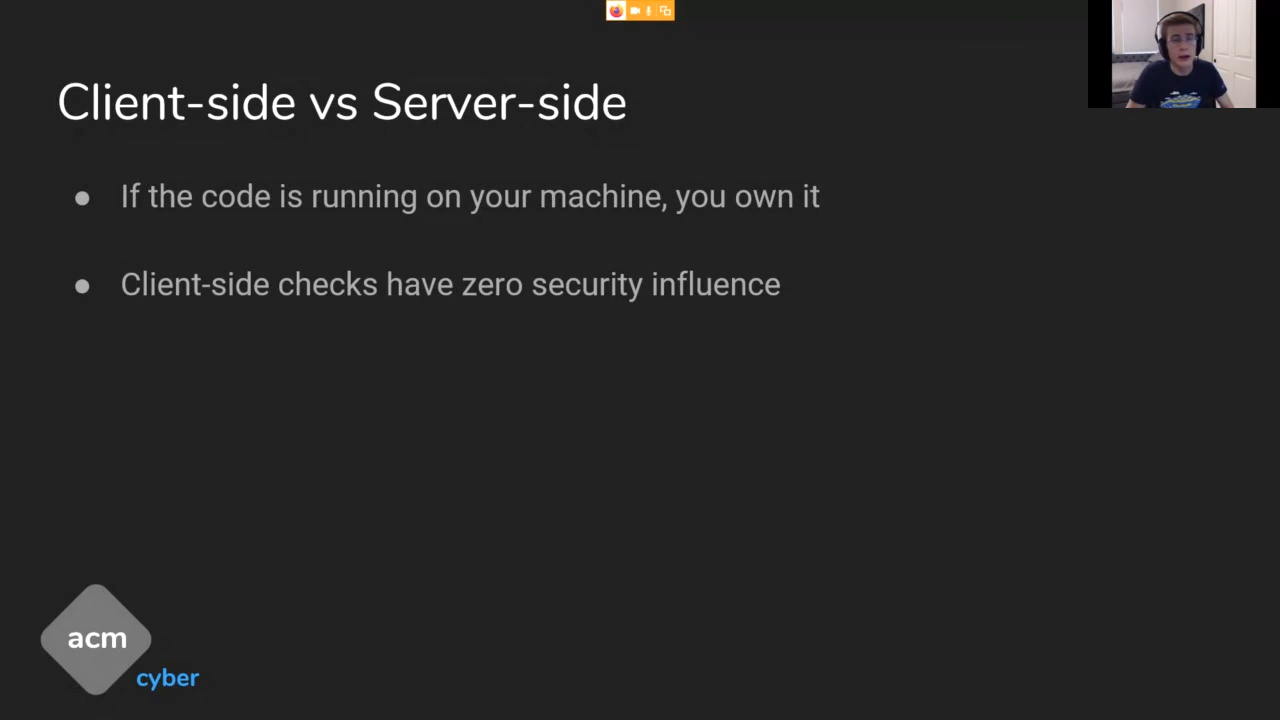 Client-side vs Server-side
● If the code is running on your machine, you own it
● Client-side checks have zero security influence
acm
cyber